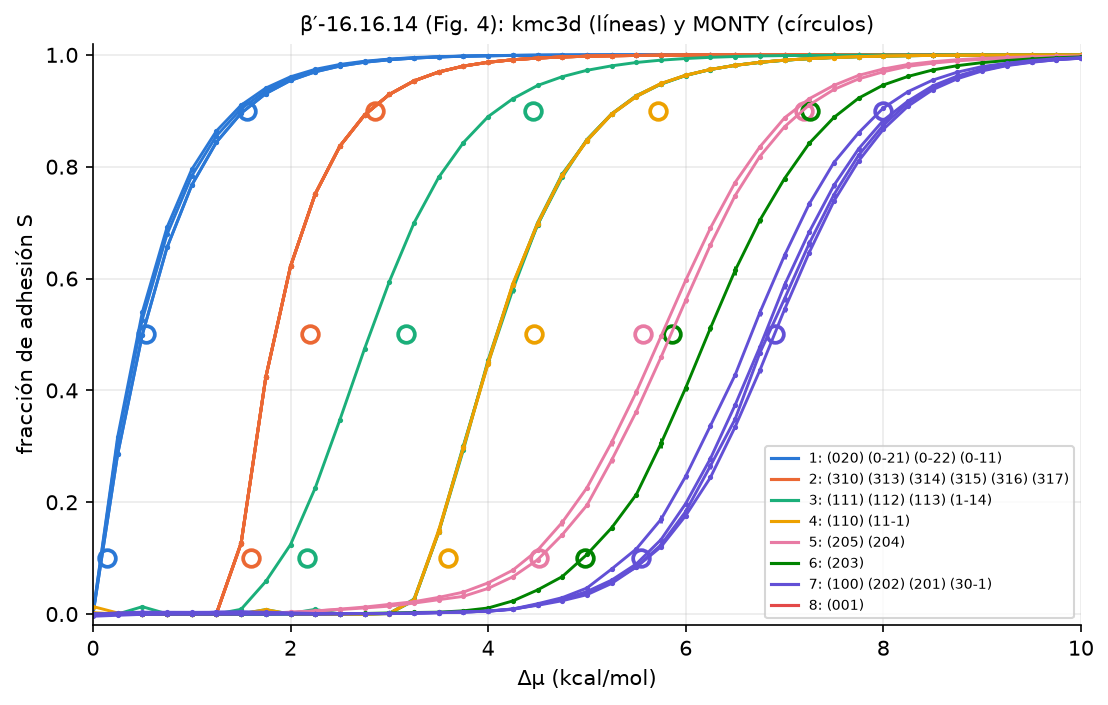 β′-16.16.14 (Fig. 4): kmc3d (líneas) y MONTY (círculos)
fracción de adhesión S
1.0
0.8
0.6
0.4
0.2
0.0
1: (020) (0-21) (0-22) (0-11)
2: (310) (313) (314) (315) (316) (317)
3: (111) (112) (113) (1-14)
4: (110) (11-1)
5: (205) (204)
6: (203)
7: (100) (202) (201) (30-1)
8: (001)
0 2 4 6 8 10
Δμ (kcal/mol)